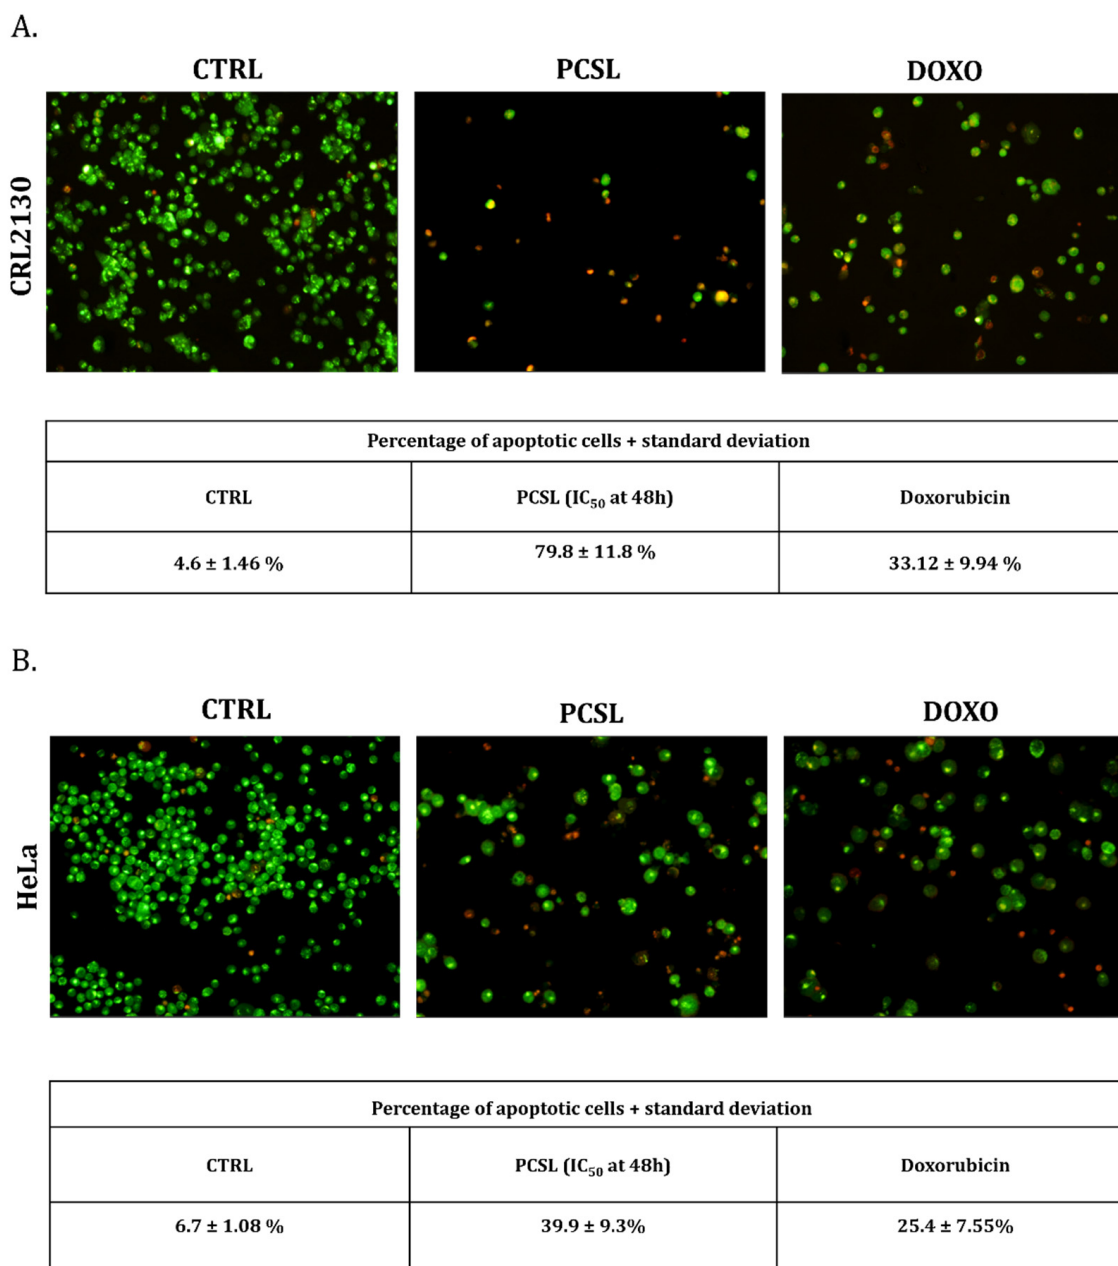 A.
CTRL PCSL DOXO
CRL2130
Percentage of apoptotic cells + standard deviation
CTRL PCSL (IC₅₀ at 48h) Doxorubicin
4.6 ± 1.46 % 79.8 ± 11.8 % 33.12 ± 9.94 %
B.
CTRL PCSL DOXO
HeLa
Percentage of apoptotic cells + standard deviation
CTRL PCSL (IC₅₀ at 48h) Doxorubicin
6.7 ± 1.08 % 39.9 ± 9.3% 25.4 ± 7.55%